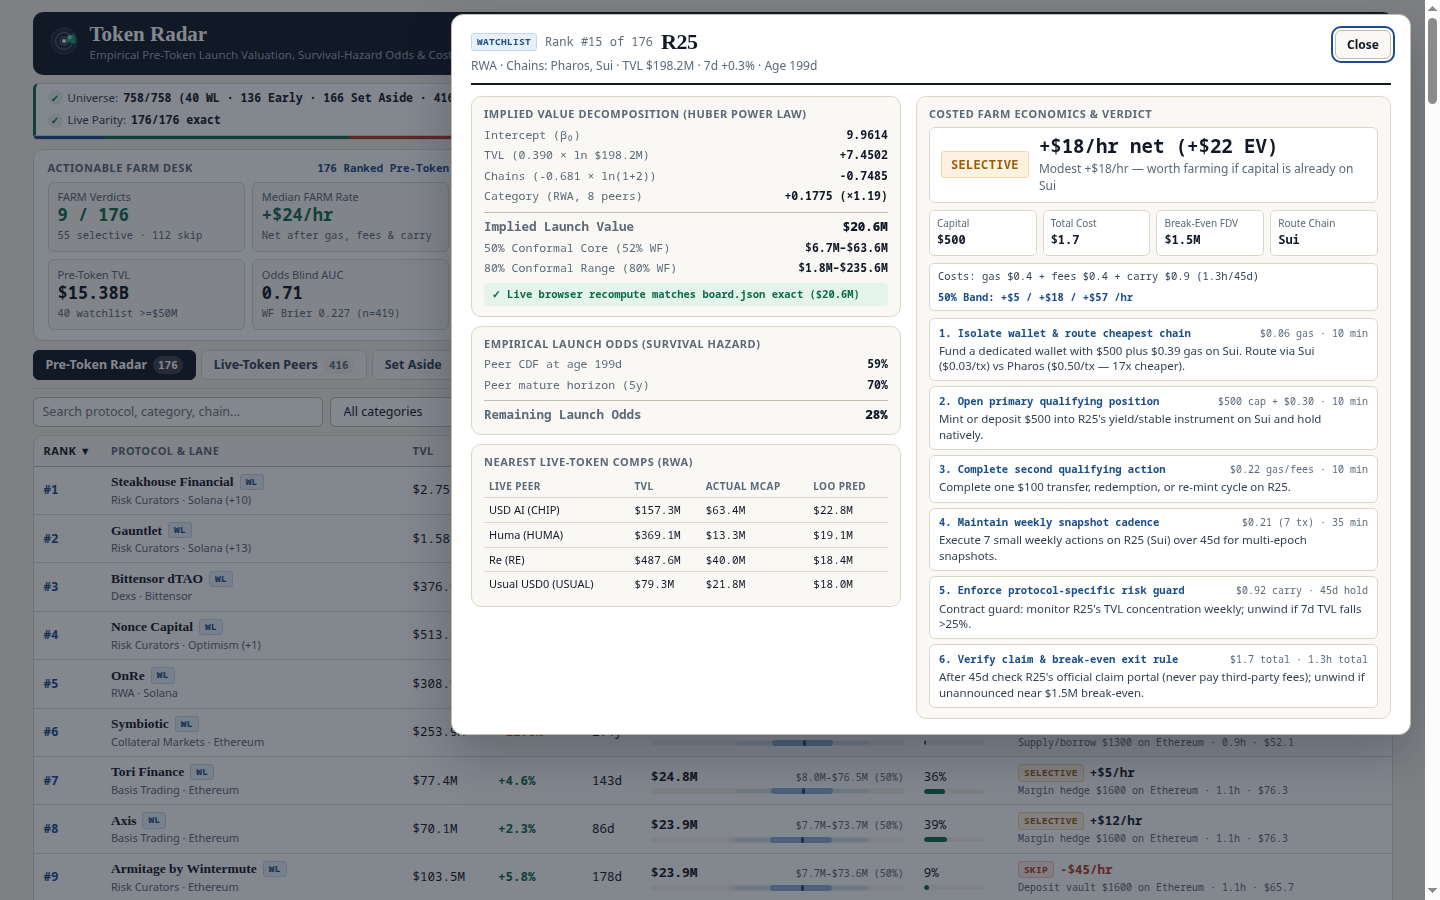 Token Radar
Empirical Pre-Token Launch Valuation, Survival-Hazard Odds & Cost
Universe: 758/758 (40 WL · 136 Early · 166 Set Aside · 416
Live Parity: 176/176 exact
ACTIONABLE FARM DESK
176 Ranked Pre-Token
FARM Verdicts
9 / 176
55 selective · 112 skip
Median FARM Rate
+$24/hr
Net after gas, fees & carry
Pre-Token TVL
$15.38B
40 watchlist >=$50M
Odds Blind AUC
0.71
WF Brier 0.227 (n=419)
Pre-Token Radar 176
Live-Token Peers 416
Set Aside
Search protocol, category, chain...
All categories
RANK ▼ PROTOCOL & LANE TVL
#1 Steakhouse Financial WL $2.75
Risk Curators · Solana (+10)
#2 Gauntlet WL $1.58
Risk Curators · Solana (+13)
#3 Bittensor dTAO WL $376.
Dexs · Bittensor
#4 Nonce Capital WL $513.
Risk Curators · Optimism (+1)
#5 OnRe WL $308.
RWA · Solana
#6 Symbiotic WL $253.9M
Collateral Markets · Ethereum
Supply/borrow $1300 on Ethereum · 0.9h · $52.1
#7 Tori Finance WL $77.4M +4.6% 143d $24.8M $8.0M–$76.5M (50%) 36% SELECTIVE +$5/hr
Basis Trading · Ethereum
Margin hedge $1600 on Ethereum · 1.1h · $76.3
#8 Axis WL $70.1M +2.3% 86d $23.9M $7.7M–$73.7M (50%) 39% SELECTIVE +$12/hr
Basis Trading · Ethereum
Margin hedge $1600 on Ethereum · 1.1h · $76.3
#9 Armitage by Wintermute WL $103.5M +5.8% 178d $23.9M $7.7M–$73.6M (50%) 9% SKIP -$45/hr
Risk Curators · Ethereum
Deposit vault $1600 on Ethereum · 1.1h · $65.7
WATCHLIST Rank #15 of 176 R25
Close
RWA · Chains: Pharos, Sui · TVL $198.2M · 7d +0.3% · Age 199d
IMPLIED VALUE DECOMPOSITION (HUBER POWER LAW)
Intercept (β₀) 9.9614
TVL (0.390 × ln $198.2M) +7.4502
Chains (-0.681 × ln(1+2)) -0.7485
Category (RWA, 8 peers) +0.1775 (×1.19)
Implied Launch Value $20.6M
50% Conformal Core (52% WF) $6.7M–$63.6M
80% Conformal Range (80% WF) $1.8M–$235.6M
✓ Live browser recompute matches board.json exact ($20.6M)
EMPIRICAL LAUNCH ODDS (SURVIVAL HAZARD)
Peer CDF at age 199d 59%
Peer mature horizon (5y) 70%
Remaining Launch Odds 28%
NEAREST LIVE-TOKEN COMPS (RWA)
LIVE PEER TVL ACTUAL MCAP LOO PRED
USD AI (CHIP) $157.3M $63.4M $22.8M
Huma (HUMA) $369.1M $13.3M $19.1M
Re (RE) $487.6M $40.0M $18.4M
Usual USD0 (USUAL) $79.3M $21.8M $18.0M
COSTED FARM ECONOMICS & VERDICT
SELECTIVE
+$18/hr net (+$22 EV)
Modest +$18/hr — worth farming if capital is already on
Sui
Capital
$500
Total Cost
$1.7
Break-Even FDV
$1.5M
Route Chain
Sui
Costs: gas $0.4 + fees $0.4 + carry $0.9 (1.3h/45d)
50% Band: +$5 / +$18 / +$57 /hr
1. Isolate wallet & route cheapest chain $0.06 gas · 10 min
Fund a dedicated wallet with $500 plus $0.39 gas on Sui. Route via Sui
($0.03/tx) vs Pharos ($0.50/tx — 17x cheaper).
2. Open primary qualifying position $500 cap + $0.30 · 10 min
Mint or deposit $500 into R25's yield/stable instrument on Sui and hold
natively.
3. Complete second qualifying action $0.22 gas/fees · 10 min
Complete one $100 transfer, redemption, or re-mint cycle on R25.
4. Maintain weekly snapshot cadence $0.21 (7 tx) · 35 min
Execute 7 small weekly actions on R25 (Sui) over 45d for multi-epoch
snapshots.
5. Enforce protocol-specific risk guard $0.92 carry · 45d hold
Contract guard: monitor R25's TVL concentration weekly; unwind if 7d TVL falls
>25%.
6. Verify claim & break-even exit rule $1.7 total · 1.3h total
After 45d check R25's official claim portal (never pay third-party fees); unwind if
unannounced near $1.5M break-even.